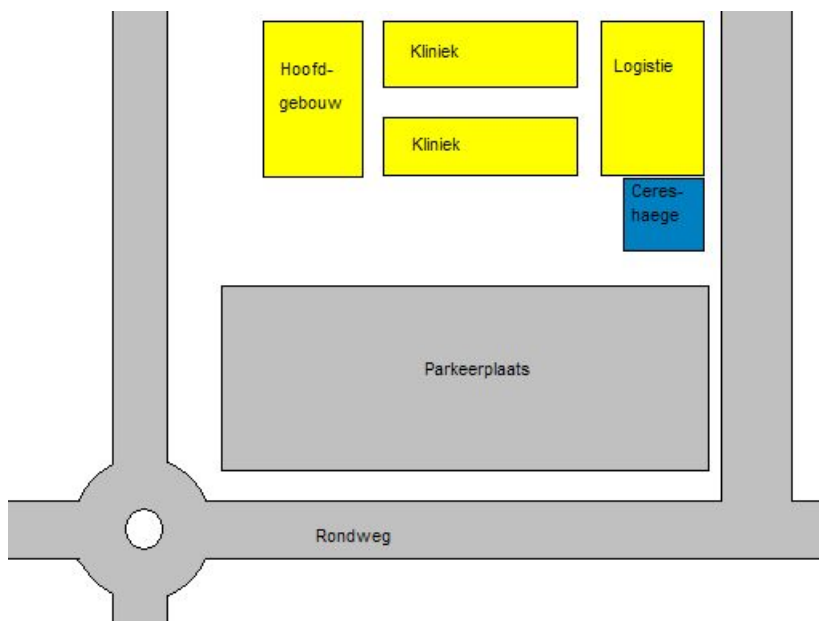 Hoofd-
gebouw
Kliniek
Logistie
Kliniek
Ceres-
haege
Parkeerplaats
Rondweg